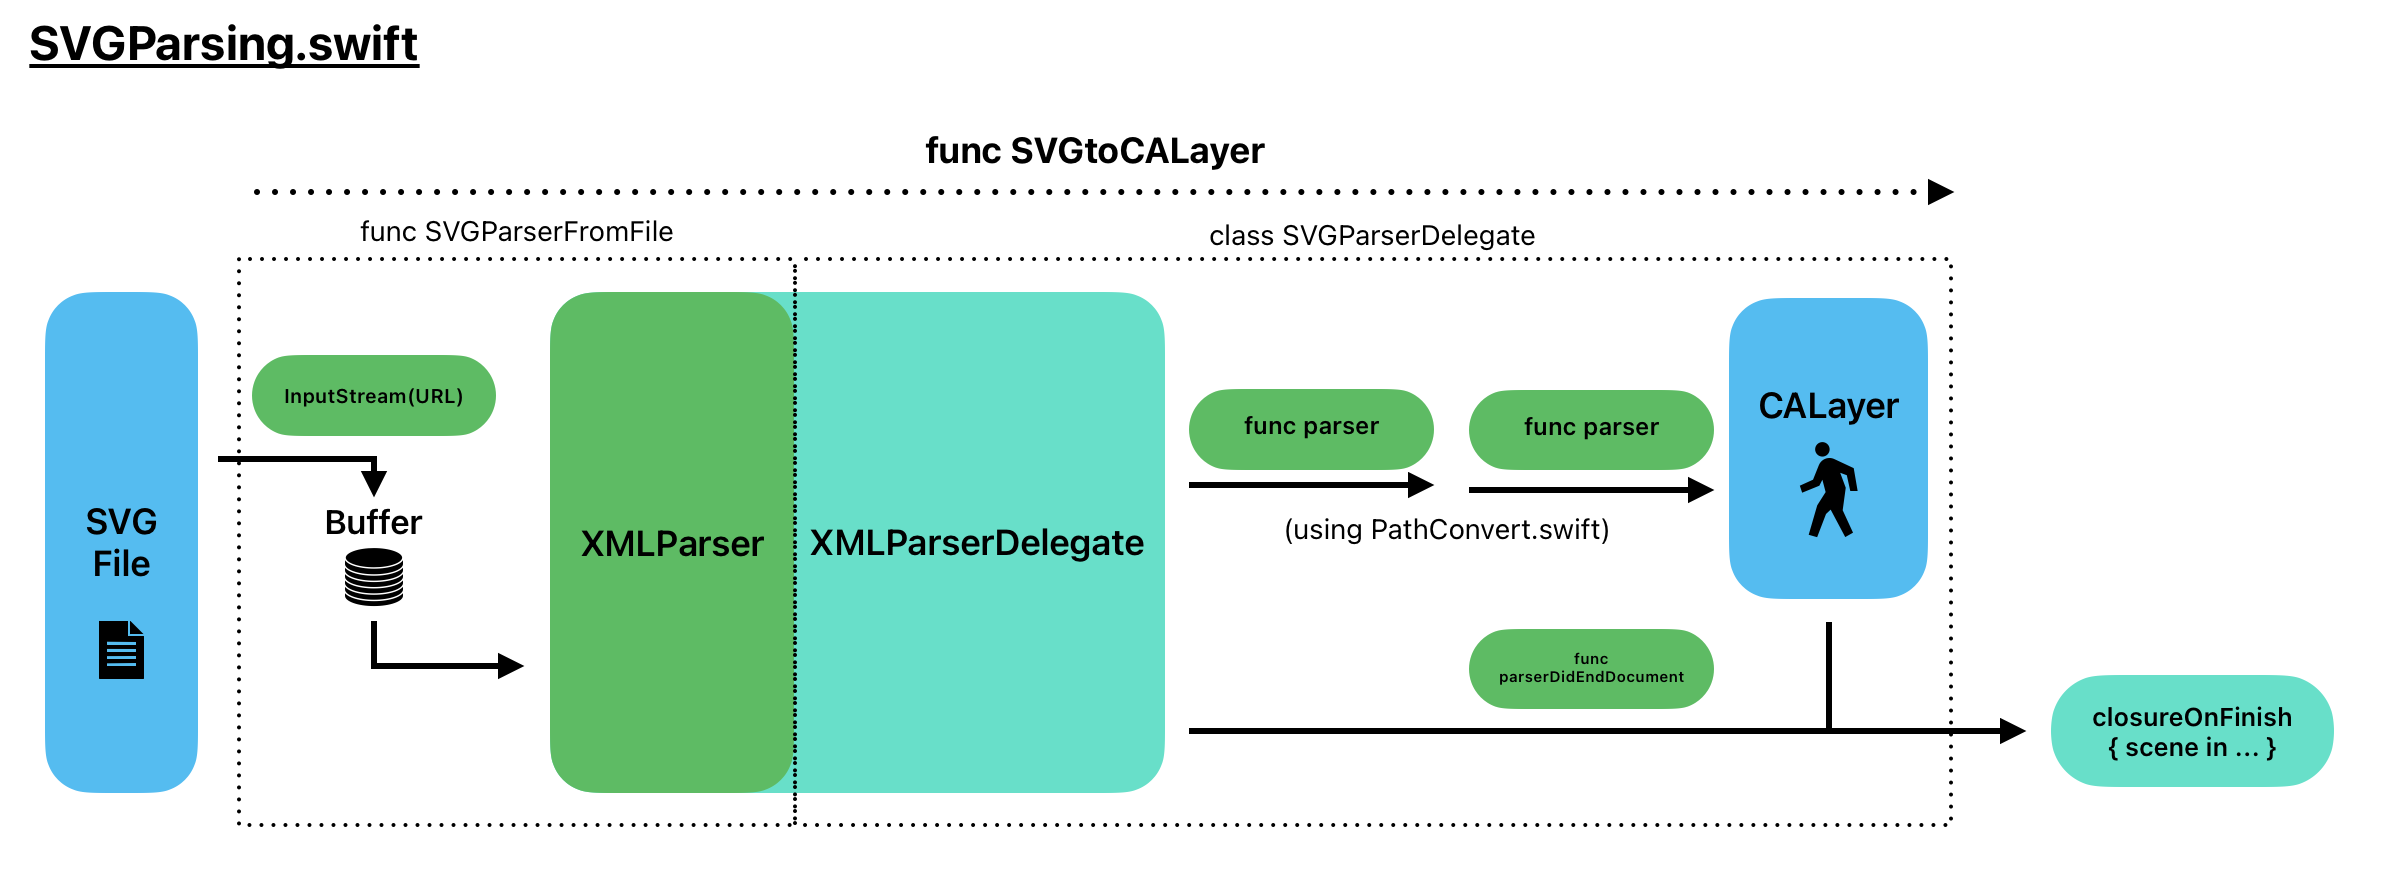 SVGParsing.swift
func SVGtoCALayer
func SVGParserFromFile
class SVGParserDelegate
SVG
File
InputStream(URL)
Buffer
XMLParser
XMLParserDelegate
func parser
func parser
(using PathConvert.swift)
CALayer
func
parserDidEndDocument
closureOnFinish
{ scene in ... }